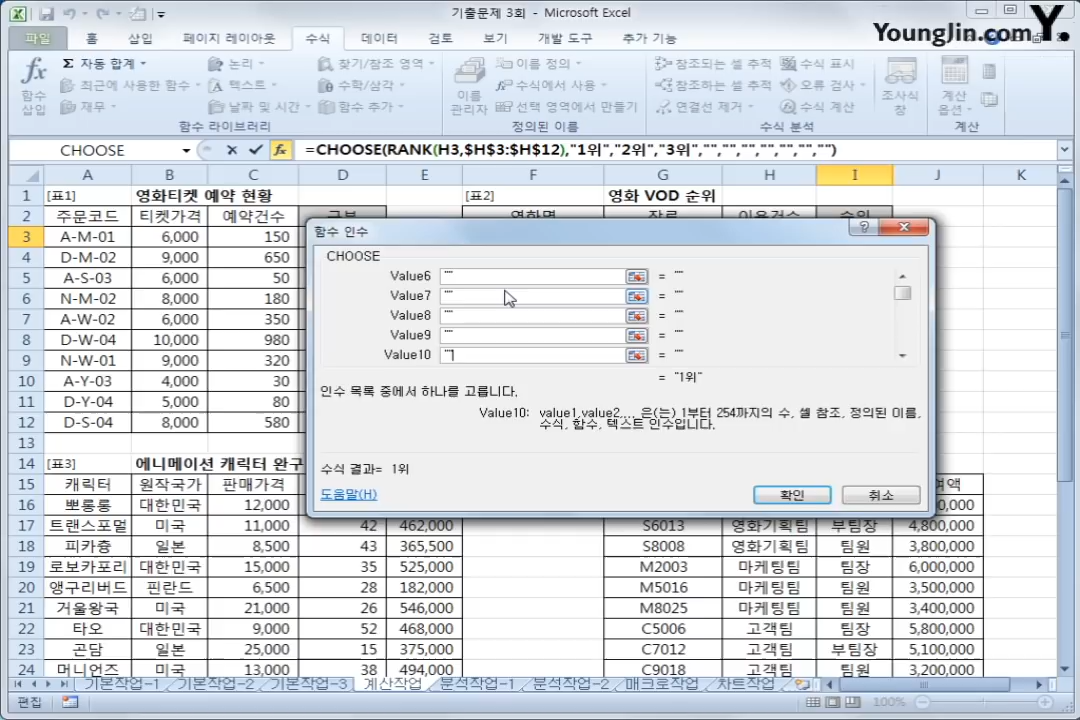 기출문제 3회 - Microsoft Excel
YoungJin.com Y.
파일 홈 삽입 페이지 레이아웃 수식 데이터 검토 보기 개발 도구 추가 기능
fx 함수 삽입
Σ 자동 합계
최근에 사용한 함수
재무
논리
텍스트
날짜 및 시간
찾기/참조 영역
수학/삼각
함수 추가
함수 라이브러리
이름 관리자
이름 정의
수식에서 사용
선택 영역에서 만들기
정의된 이름
참조되는 셀 추적
참조하는 셀 추적
연결선 제거
수식 표시
오류 검사
수식 계산
조사식 창
수식 분석
계산 옵션
계산
CHOOSE fx =CHOOSE(RANK(H3,$H$3:$H$12),"1위","2위","3위","","","","","","","")
A B C D E F G H I J K
1 [표1] 영화티켓 예약 현황 [표2] 영화 VOD 순위
2 주문코드 티켓가격 예약건수
3 A-M-01 6,000 150
4 D-M-02 9,000 650
5 A-S-03 6,000 50
6 N-M-02 8,000 180
7 A-W-02 6,000 350
8 D-W-04 10,000 980
9 N-W-01 9,000 320
10 A-Y-03 4,000 30
11 D-Y-04 5,000 80
12 D-S-04 8,000 580
13
14 [표3] 에니메이션 캐릭터 완구
15 캐릭터 원작국가 판매가격
16 뽀롱롱 대한민국 12,000
17 트랜스포멀 미국 11,000 42 462,000 S6013 영화기획팀 부팀장 4,800,000
18 피카츙 일본 8,500 43 365,500 S8008 영화기획팀 팀원 3,800,000
19 로보카포리 대한민국 15,000 35 525,000 M2003 마케팅팀 팀장 6,000,000
20 앵구리버드 핀란드 6,500 28 182,000 M5016 마케팅팀 팀원 3,500,000
21 거울왕국 미국 21,000 26 546,000 M8025 마케팅팀 팀원 3,400,000
22 타오 대한민국 9,000 52 468,000 C5006 고객팀 팀장 5,800,000
23 곤담 일본 25,000 15 375,000 C7012 고객팀 부팀장 5,100,000
24 머니언즈 미국 13,000 38 494,000 C9018 고객팀 팀원 3,200,000
함수 인수
CHOOSE
Value6 "" = ""
Value7 "" = ""
Value8 "" = ""
Value9 "" = ""
Value10 "" = ""
= "1위"
인수 목록 중에서 하나를 고릅니다.
Value10: value1,value2,... 은(는) 1부터 254까지의 수, 셀 참조, 정의된 이름,
수식, 함수, 텍스트 인수입니다.
수식 결과= 1위
도움말(H) 확인 취소
기본작업-1 기본작업-2 기본작업-3 계산작업 분석작업-1 분석작업-2 매크로작업 차트작업
편집 100%